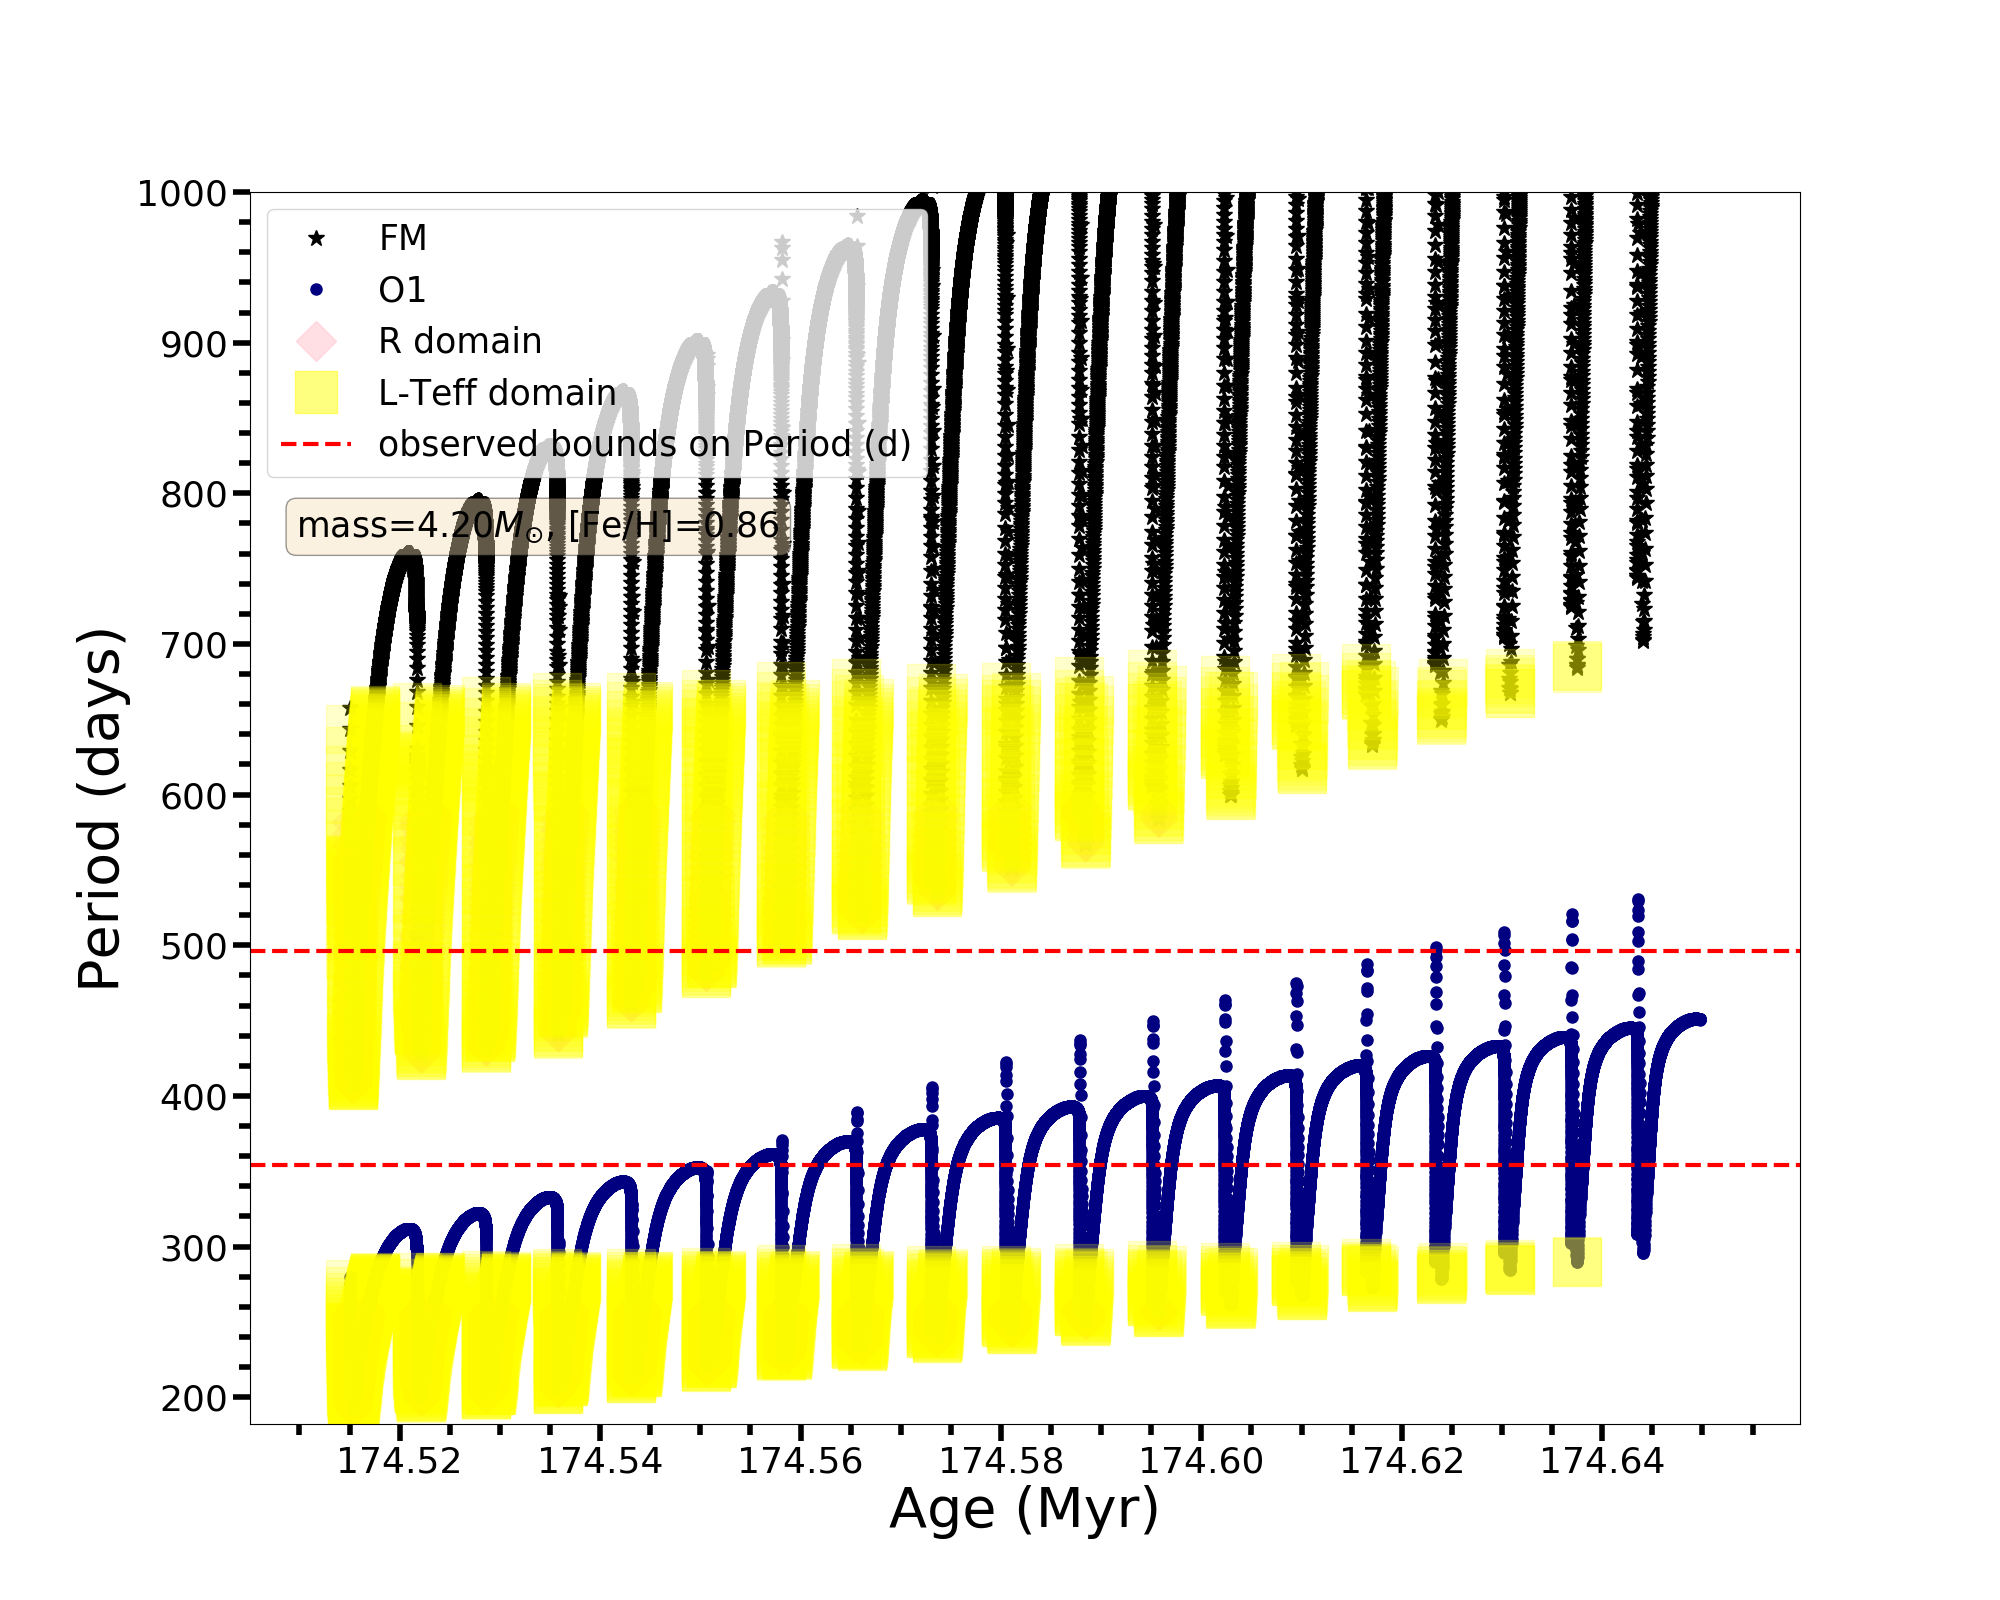 1000
900
800
700
600
500
400
300
200
Period (days)
FM
O1
R domain
L-Teff domain
observed bounds on Period (d)
mass=4.20M☉, [Fe/H]=0.86
174.52 174.54 174.56 174.58 174.60 174.62 174.64
Age (Myr)